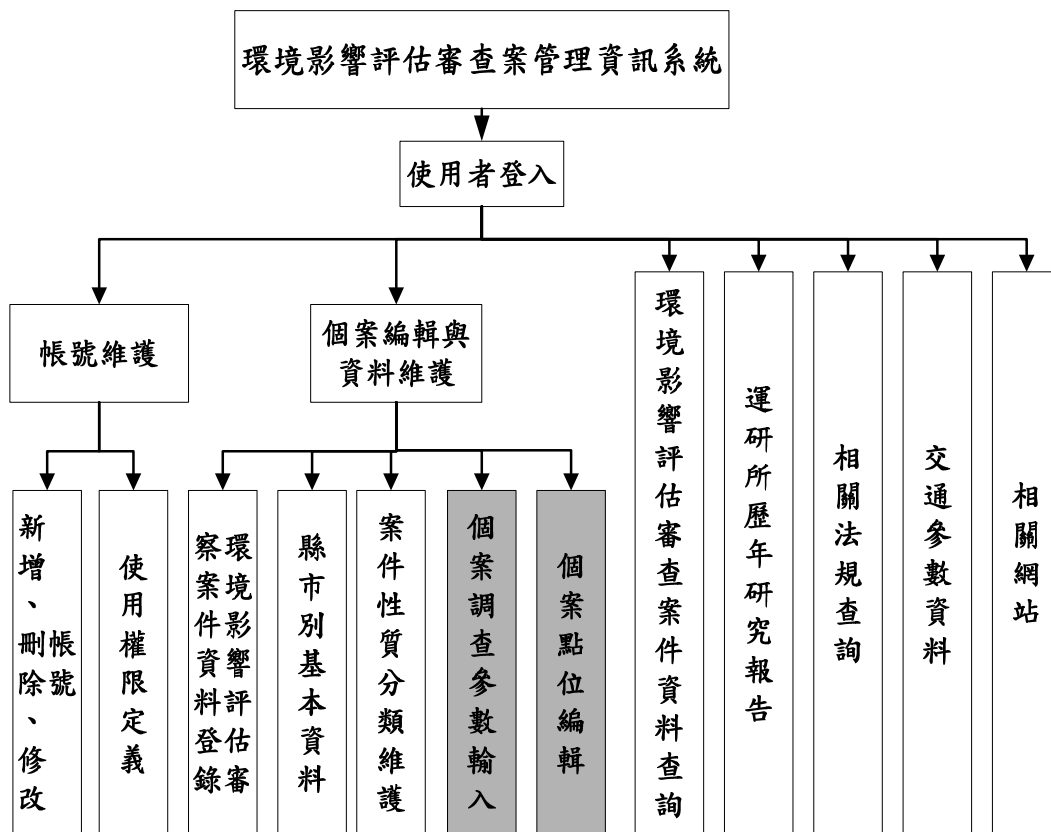 環境影響評估審查案管理資訊系統
使用者登入
帳號維護
個案編輯與
資料維護
新增、刪除、修改
帳號
使用權限定義
環境影響評估審
察案件資料登錄
縣市別基本資料
案件性質分類維護
個案調查參數輸入
個案點位編輯
環境影響評估審查案件資料查詢
運研所歷年研究報告
相關法規查詢
交通參數資料
相關網站